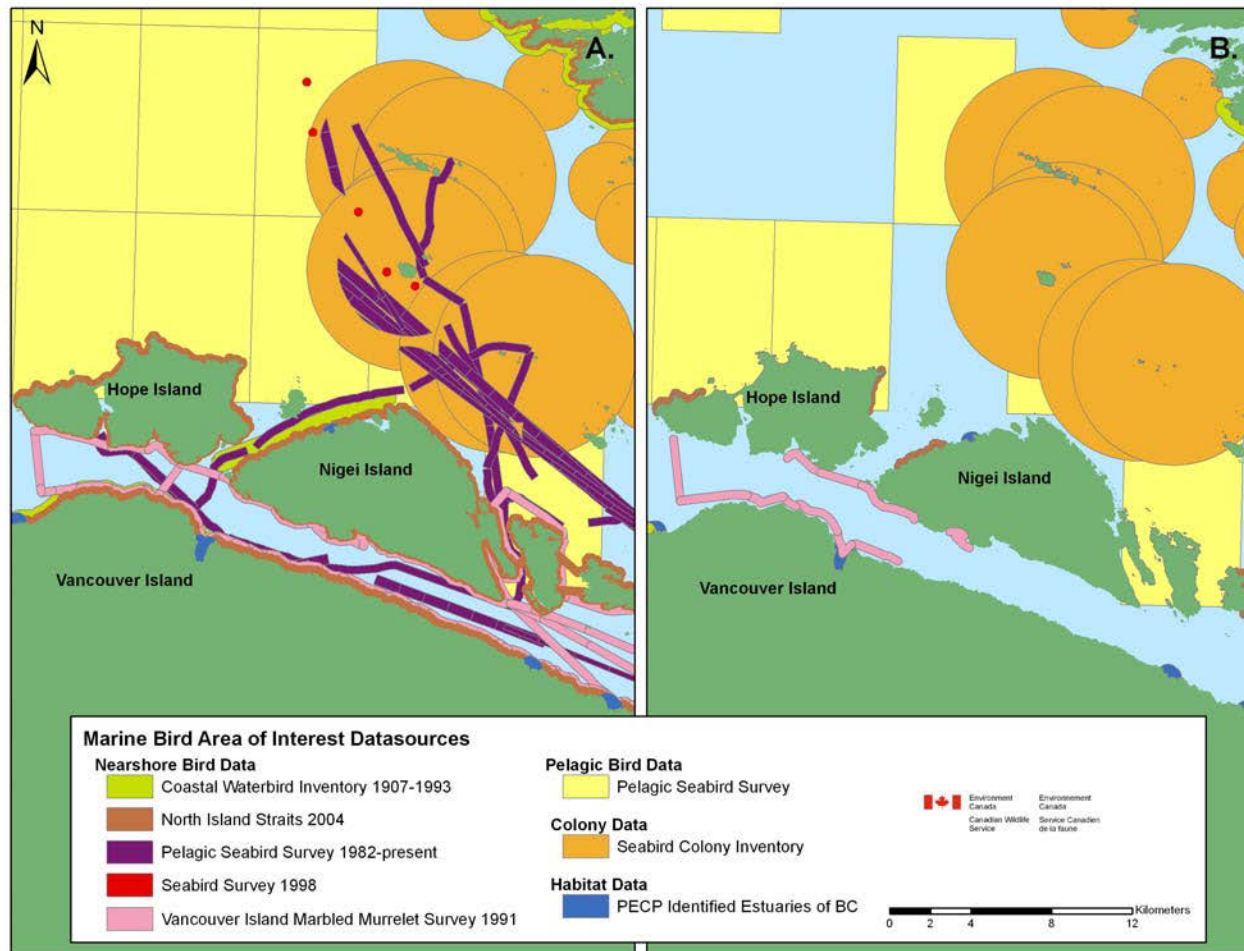 N
A.
Hope Island
Nigei Island
Vancouver Island
B.
Hope Island
Nigei Island
Vancouver Island
Marine Bird Area of Interest Datasources
Nearshore Bird Data
Coastal Waterbird Inventory 1907-1993
North Island Straits 2004
Pelagic Seabird Survey 1982-present
Seabird Survey 1998
Vancouver Island Marbled Murrelet Survey 1991
Pelagic Bird Data
Pelagic Seabird Survey
Colony Data
Seabird Colony Inventory
Habitat Data
PECP Identified Estuaries of BC
Environment Canada
Environnement Canada
Canadian Wildlife Service
Service Canadien de la faune
Kilometers
0 2 4 8 12